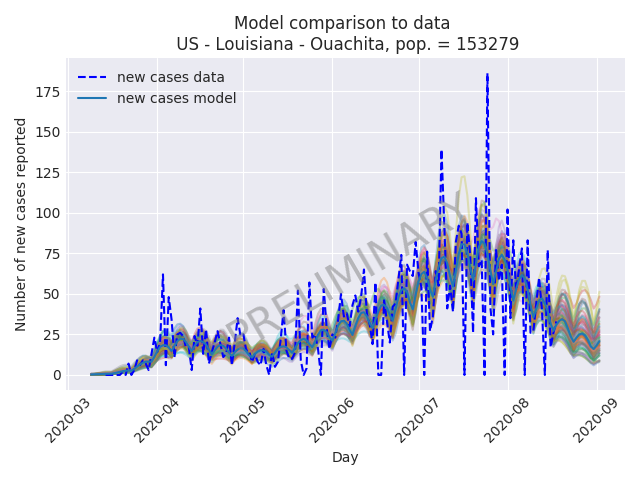 Model comparison to data
US - Louisiana - Ouachita, pop. = 153279
new cases data
new cases model
Number of new cases reported
175
150
125
100
75
50
25
0
PRELIMINARY
2020-03
2020-04
2020-05
2020-06
2020-07
2020-08
2020-09
Day